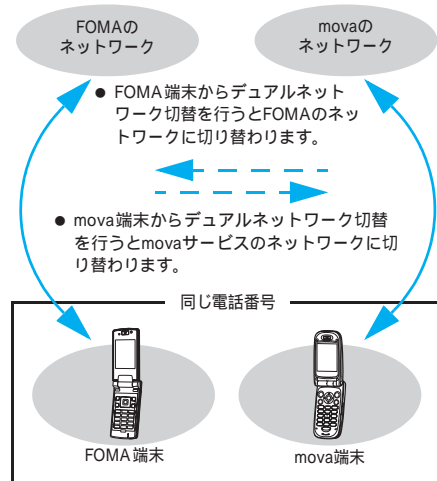 FOMAの
ネットワーク
movaの
ネットワーク
● FOMA端末からデュアルネット
ワーク切替を行うとFOMAのネッ
トワークに切り替わります。
● mova端末からデュアルネットワーク切替
を行うとmovaサービスのネットワークに切
り替わります。
同じ電話番号
FOMA端末
mova端末